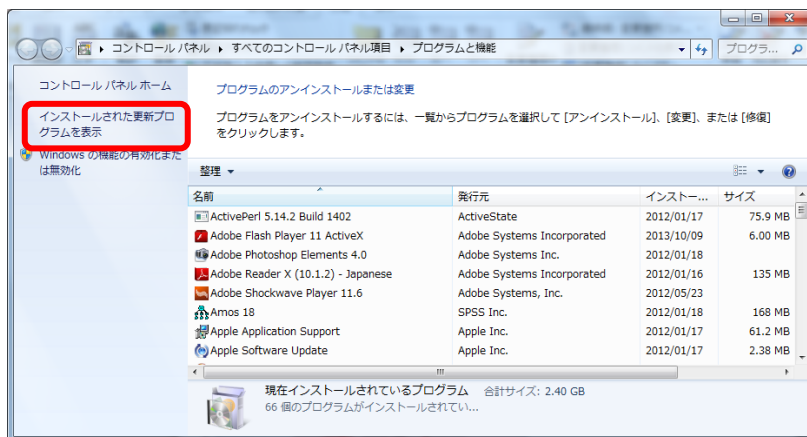 コントロール パネル ▸ すべてのコントロール パネル項目 ▸ プログラムと機能
プログラ...
コントロール パネル ホーム
インストールされた更新プロ
グラムを表示
Windows の機能の有効化また
は無効化
プログラムのアンインストールまたは変更
プログラムをアンインストールするには、一覧からプログラムを選択して [アンインストール]、[変更]、または [修復]
をクリックします。
整理
名前 発行元 インストー... サイズ
ActivePerl 5.14.2 Build 1402 ActiveState 2012/01/17 75.9 MB
Adobe Flash Player 11 ActiveX Adobe Systems Incorporated 2013/10/09 6.00 MB
Adobe Photoshop Elements 4.0 Adobe Systems Inc. 2012/01/18
Adobe Reader X (10.1.2) - Japanese Adobe Systems Incorporated 2012/01/16 135 MB
Adobe Shockwave Player 11.6 Adobe Systems, Inc. 2012/05/23
Amos 18 SPSS Inc. 2012/01/18 168 MB
Apple Application Support Apple Inc. 2012/01/17 61.2 MB
Apple Software Update Apple Inc. 2012/01/17 2.38 MB
現在インストールされているプログラム 合計サイズ: 2.40 GB
66 個のプログラムがインストールされてい...